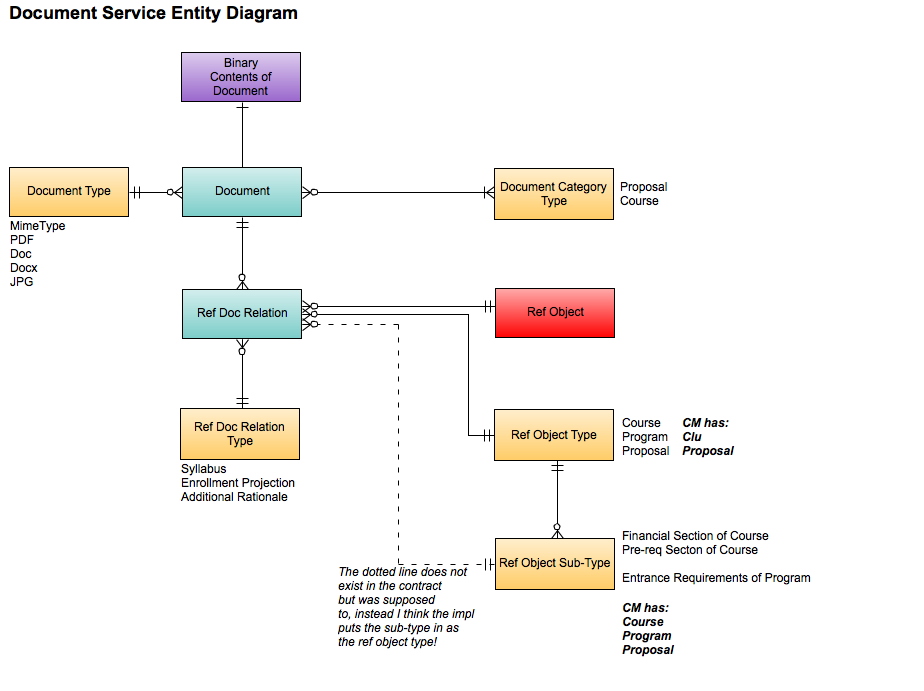 Document Service Entity Diagram
Binary
Contents of
Document
Document Type
Document
Document Category
Type
Proposal
Course
MimeType
PDF
Doc
Docx
JPG
Ref Doc Relation
Ref Object
Ref Doc Relation
Type
Syllabus
Enrollment Projection
Additional Rationale
Ref Object Type
Course
Program
Proposal
CM has:
Clu
Proposal
Ref Object Sub-Type
Financial Section of Course
Pre-req Secton of Course
Entrance Requirements of Program
CM has:
Course
Program
Proposal
The dotted line does not
exist in the contract
but was supposed
to, instead I think the impl
puts the sub-type in as
the ref object type!